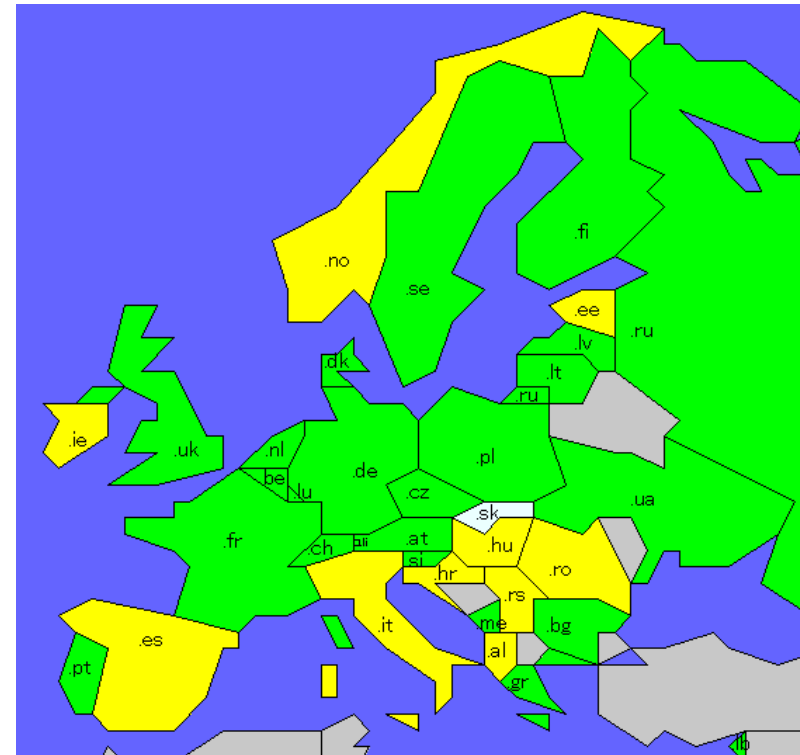 .no
.fi
.se
.ee
.ru
.lv
.dk
.lt
.ru
.ie
.uk
.nl
.de
.pl
be
.lu
.cz
.ua
.sk
.fr
.ch
.at
.hu
si
.hr
.ro
.rs
.it
me
.bg
.es
.al
.pt
.gr
lb